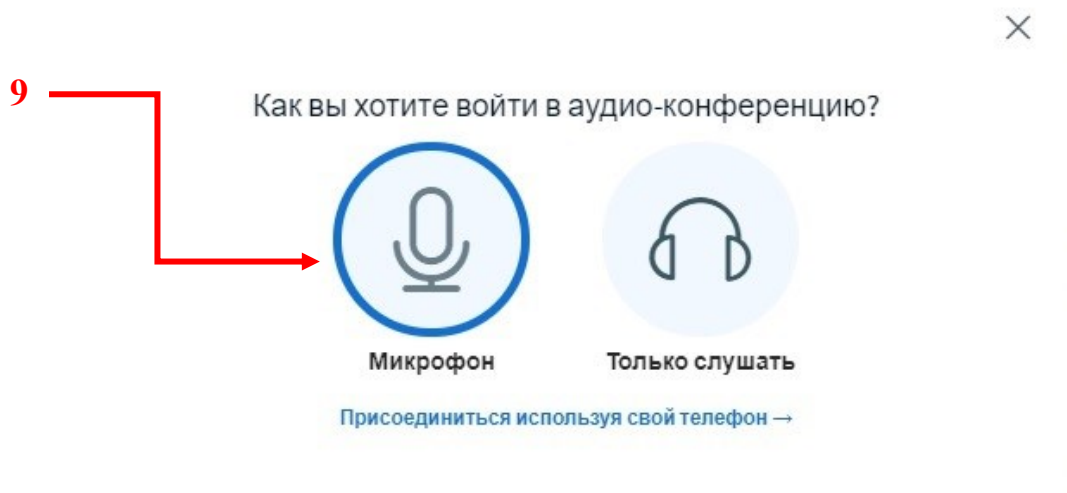 9
Как вы хотите войти в аудио-конференцию?
Микрофон
Только слушать
Присоединиться используя свой телефон →